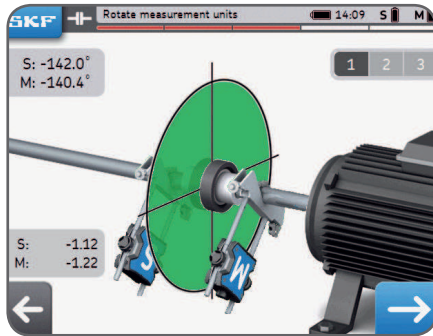 SKF Rotate measurement units 14:09 S M
S: -142.0°
M: -140.4°
1 2 3
S M
S: -1.12
M: -1.22